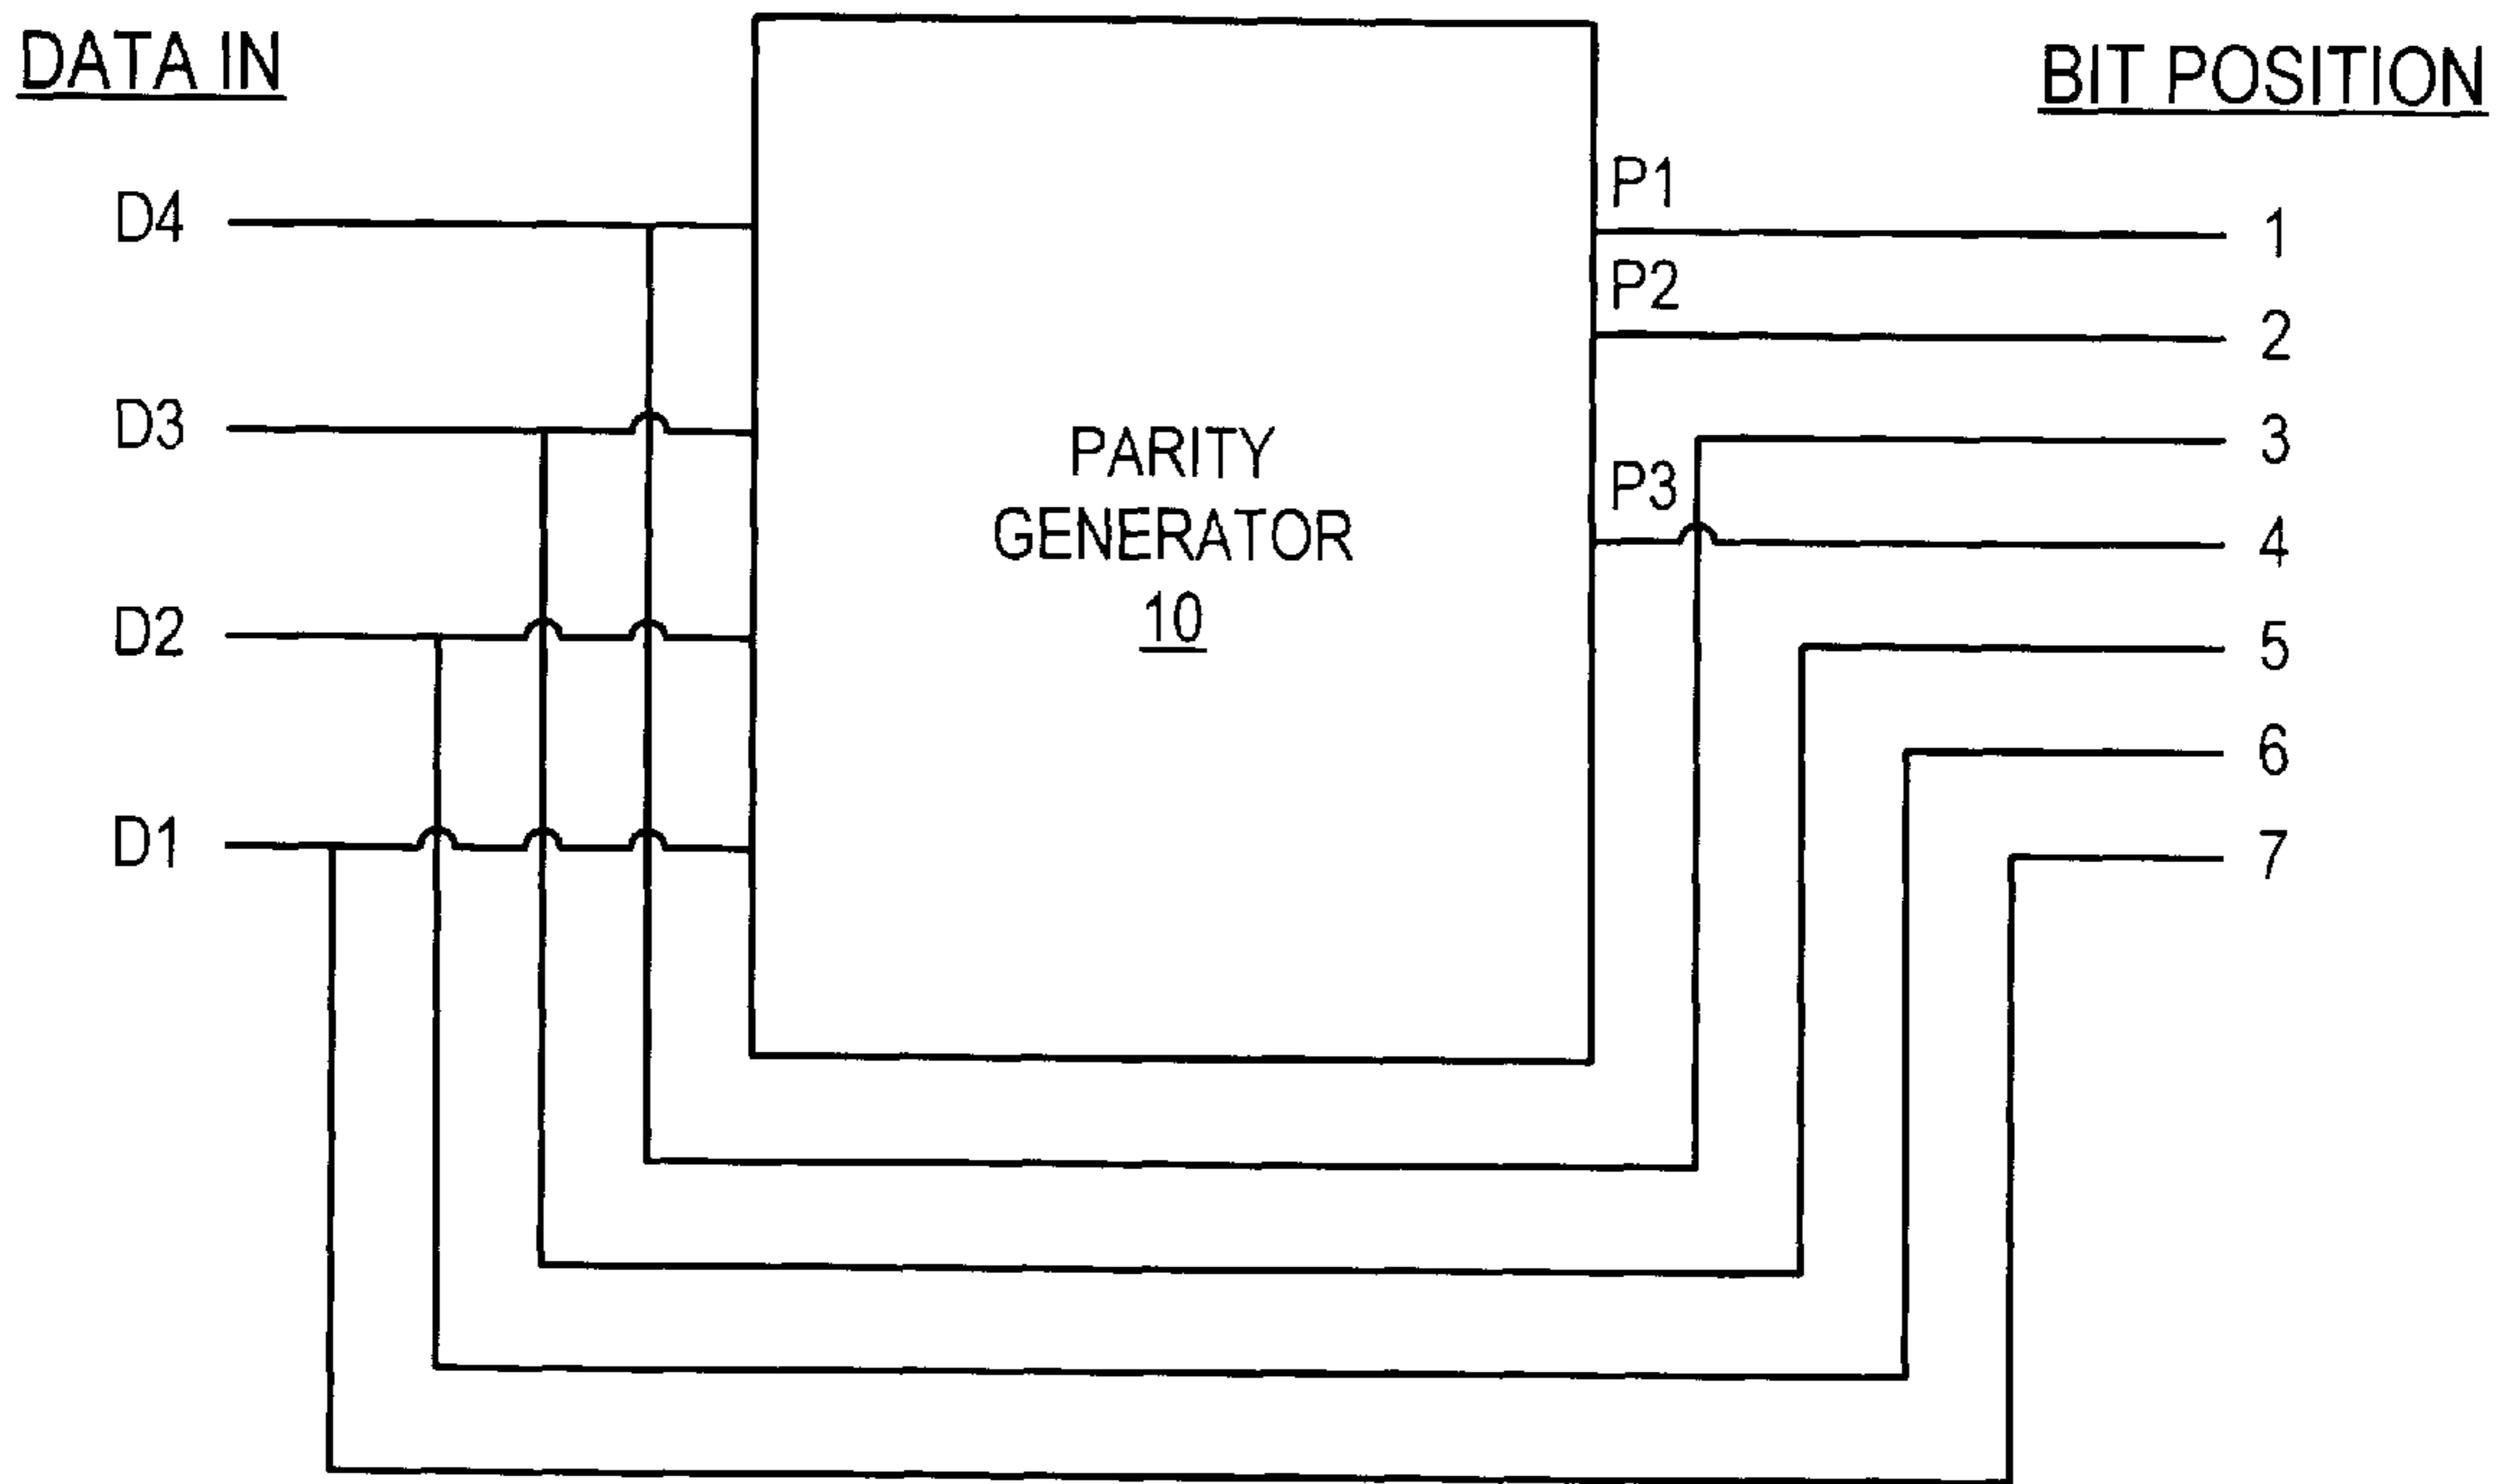 DATA IN
BIT POSITION
P1
D4
1
P2
2
D3
3
PARITY
P3
GENERATOR
4
10
D2
5
6
D1
7